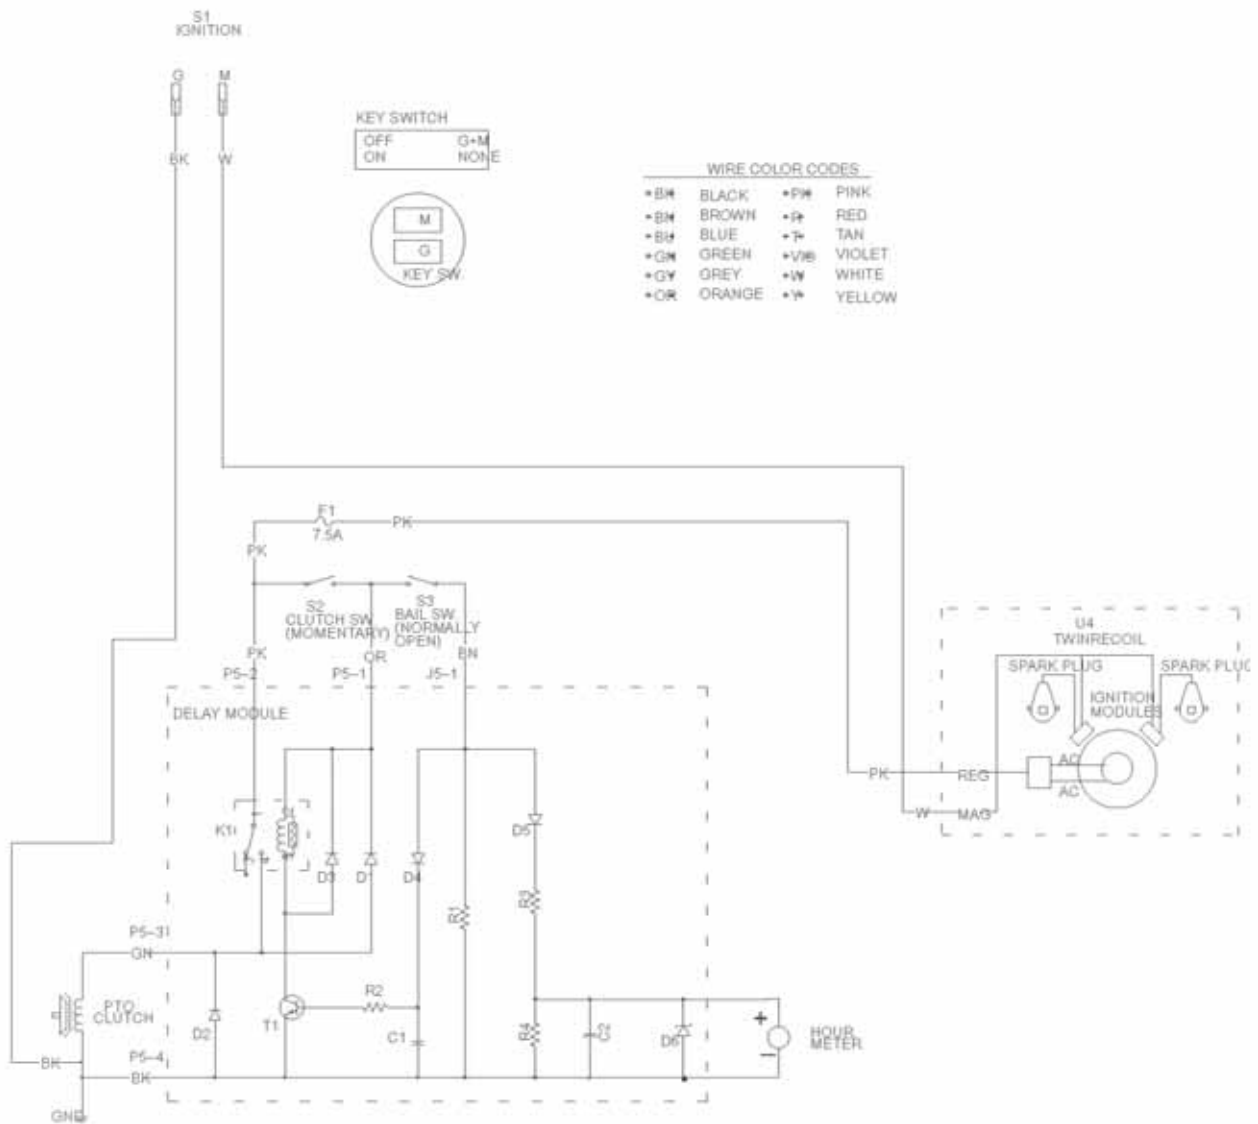 S1
IGNITION
G M
BK W
KEY SWITCH
OFF G+M
ON NONE
M
G
KEY SW.
WIRE COLOR CODES
BK BLACK PK PINK
BN BROWN R RED
BU BLUE T TAN
GN GREEN VIO VIOLET
GY GREY W WHITE
OR ORANGE Y YELLOW
F1
7.5A
PK
PK
S2
CLUTCH SW
(MOMENTARY)
S3
BAIL SW
(NORMALLY
OPEN)
PK OR BN
P5-2 P5-1 J5-1
DELAY MODULE
U4
TWINRECOIL
SPARK PLUG SPARK PLUG
IGNITION
MODULES
AC
AC
PK REG
W MAG
K1
D3 D1 D4
D5
R3
R1
P5-3
GN
PTO
CLUTCH
D2
T1
R2
C1
R4
C2
D6
+
HOUR
METER
–
BK
P5-4
BK
GND